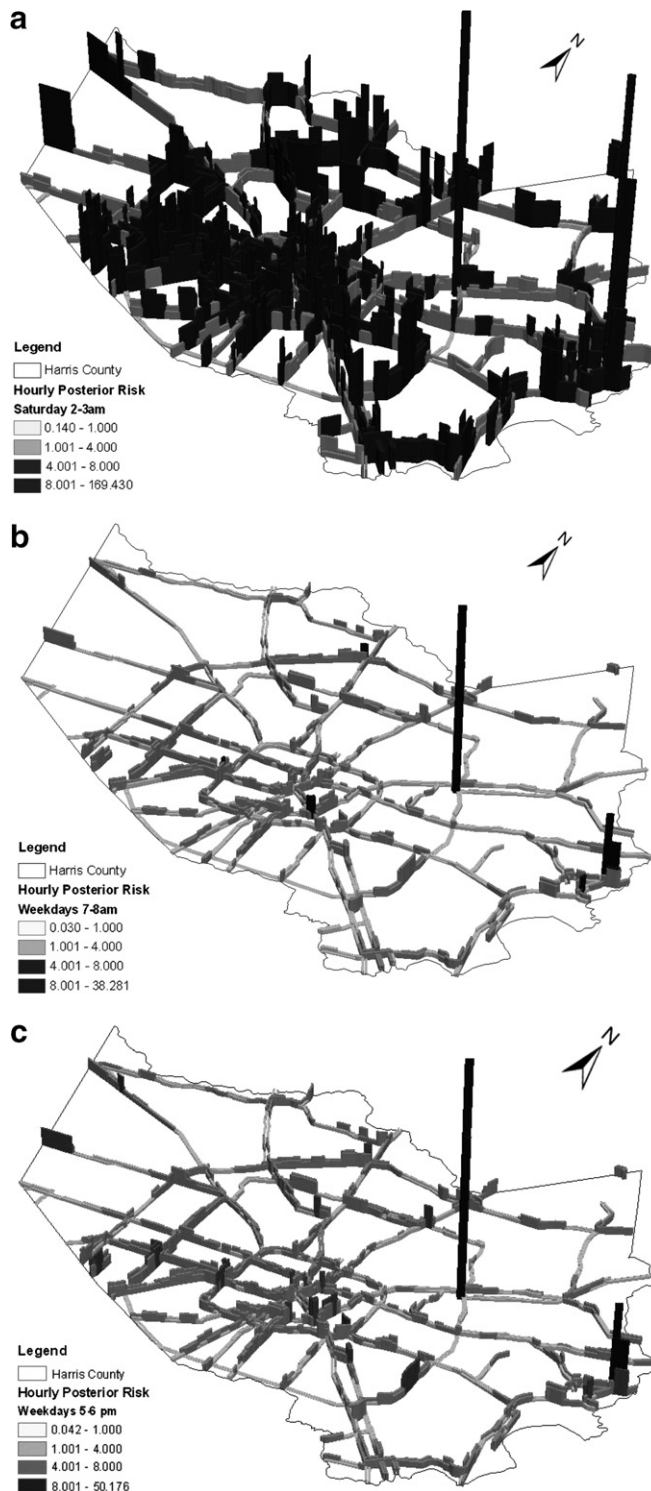 a
N
Legend
Harris County
Hourly Posterior Risk
Saturday 2-3am
0.140 - 1.000
1.001 - 4.000
4.001 - 8.000
8.001 - 169.430
b
N
Legend
Harris County
Hourly Posterior Risk
Weekdays 7-8am
0.030 - 1.000
1.001 - 4.000
4.001 - 8.000
8.001 - 38.281
c
N
Legend
Harris County
Hourly Posterior Risk
Weekdays 5-6 pm
0.042 - 1.000
1.001 - 4.000
4.001 - 8.000
8.001 - 50.176